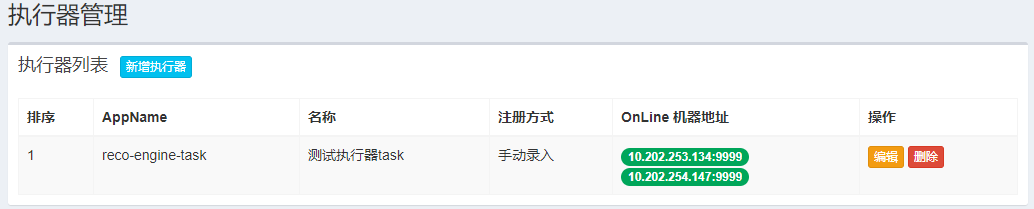 执行器管理
执行器列表 新增执行器
排序 AppName 名称 注册方式 OnLine 机器地址 操作
1 reco-engine-task 测试执行器task 手动录入 10.202.253.134:9999 编辑 删除
10.202.254.147:9999